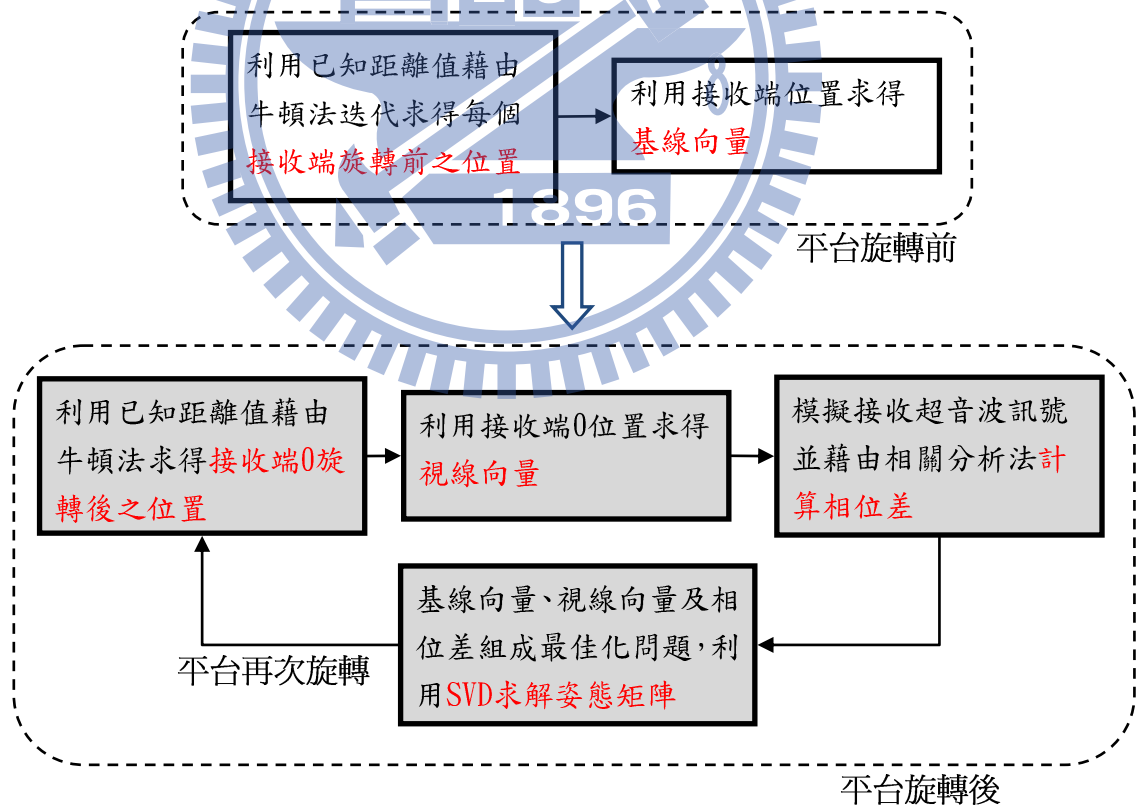 利用已知距離值藉由
牛頓法迭代求得每個
接收端旋轉前之位置
利用接收端位置求得
基線向量
1896
平台旋轉前
利用已知距離值藉由
牛頓法求得接收端0旋
轉後之位置
利用接收端0位置求得
視線向量
模擬接收超音波訊號
並藉由相關分析法計
算相位差
基線向量、視線向量及相
位差組成最佳化問題,利
用SVD求解姿態矩陣
平台再次旋轉
平台旋轉後